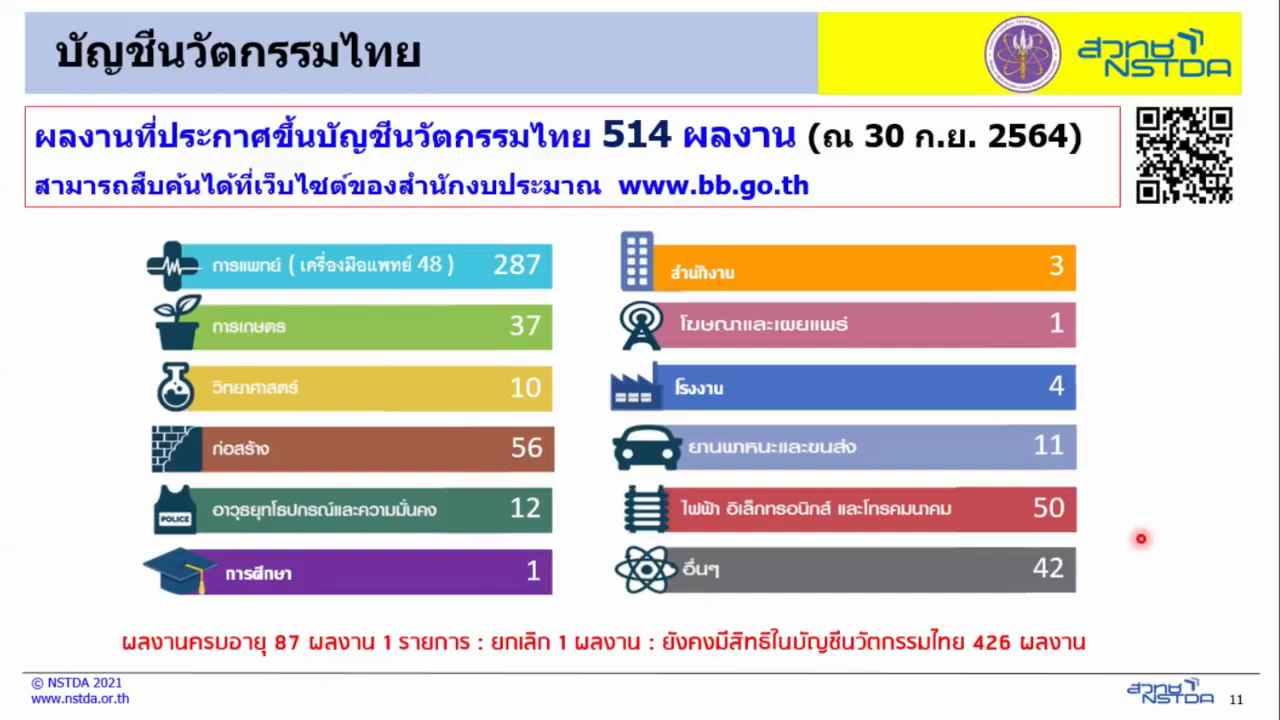 บัญชีนวัตกรรมไทย
สวทช
NSTDA
ผลงานที่ประกาศขึ้นบัญชีนวัตกรรมไทย 514 ผลงาน (ณ 30 ก.ย. 2564)
สามารถสืบค้นได้ที่เว็บไซต์ของสำนักงบประมาณ www.bb.go.th
การแพทย์ ( เครื่องมือแพทย์ 48 ) 287
การเกษตร 37
วิทยาศาสตร์ 10
ก่อสร้าง 56
อาวุธยุทโธปกรณ์และความมั่นคง 12
POLICE
การศึกษา 1
สำนักงาน 3
โฆษณาและเผยแพร่ 1
โรงงาน 4
ยานพาหนะและขนส่ง 11
ไฟฟ้า อิเล็กทรอนิกส์ และโทรคมนาคม 50
อื่นๆ 42
ผลงานครบอายุ 87 ผลงาน 1 รายการ : ยกเลิก 1 ผลงาน : ยังคงมีสิทธิในบัญชีนวัตกรรมไทย 426 ผลงาน
© NSTDA 2021
www.nstda.or.th
สวทช
NSTDA
11